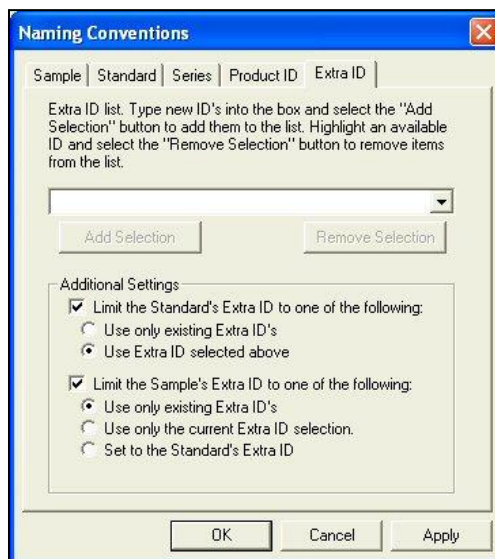 Naming Conventions
Sample Standard Series Product ID Extra ID
Extra ID list. Type new ID's into the box and select the "Add
Selection" button to add them to the list. Highlight an available
ID and select the "Remove Selection" button to remove items
from the list.
Add Selection Remove Selection
Additional Settings
Limit the Standard's Extra ID to one of the following:
Use only existing Extra ID's
Use Extra ID selected above
Limit the Sample's Extra ID to one of the following:
Use only existing Extra ID's
Use only the current Extra ID selection.
Set to the Standard's Extra ID
OK Cancel Apply